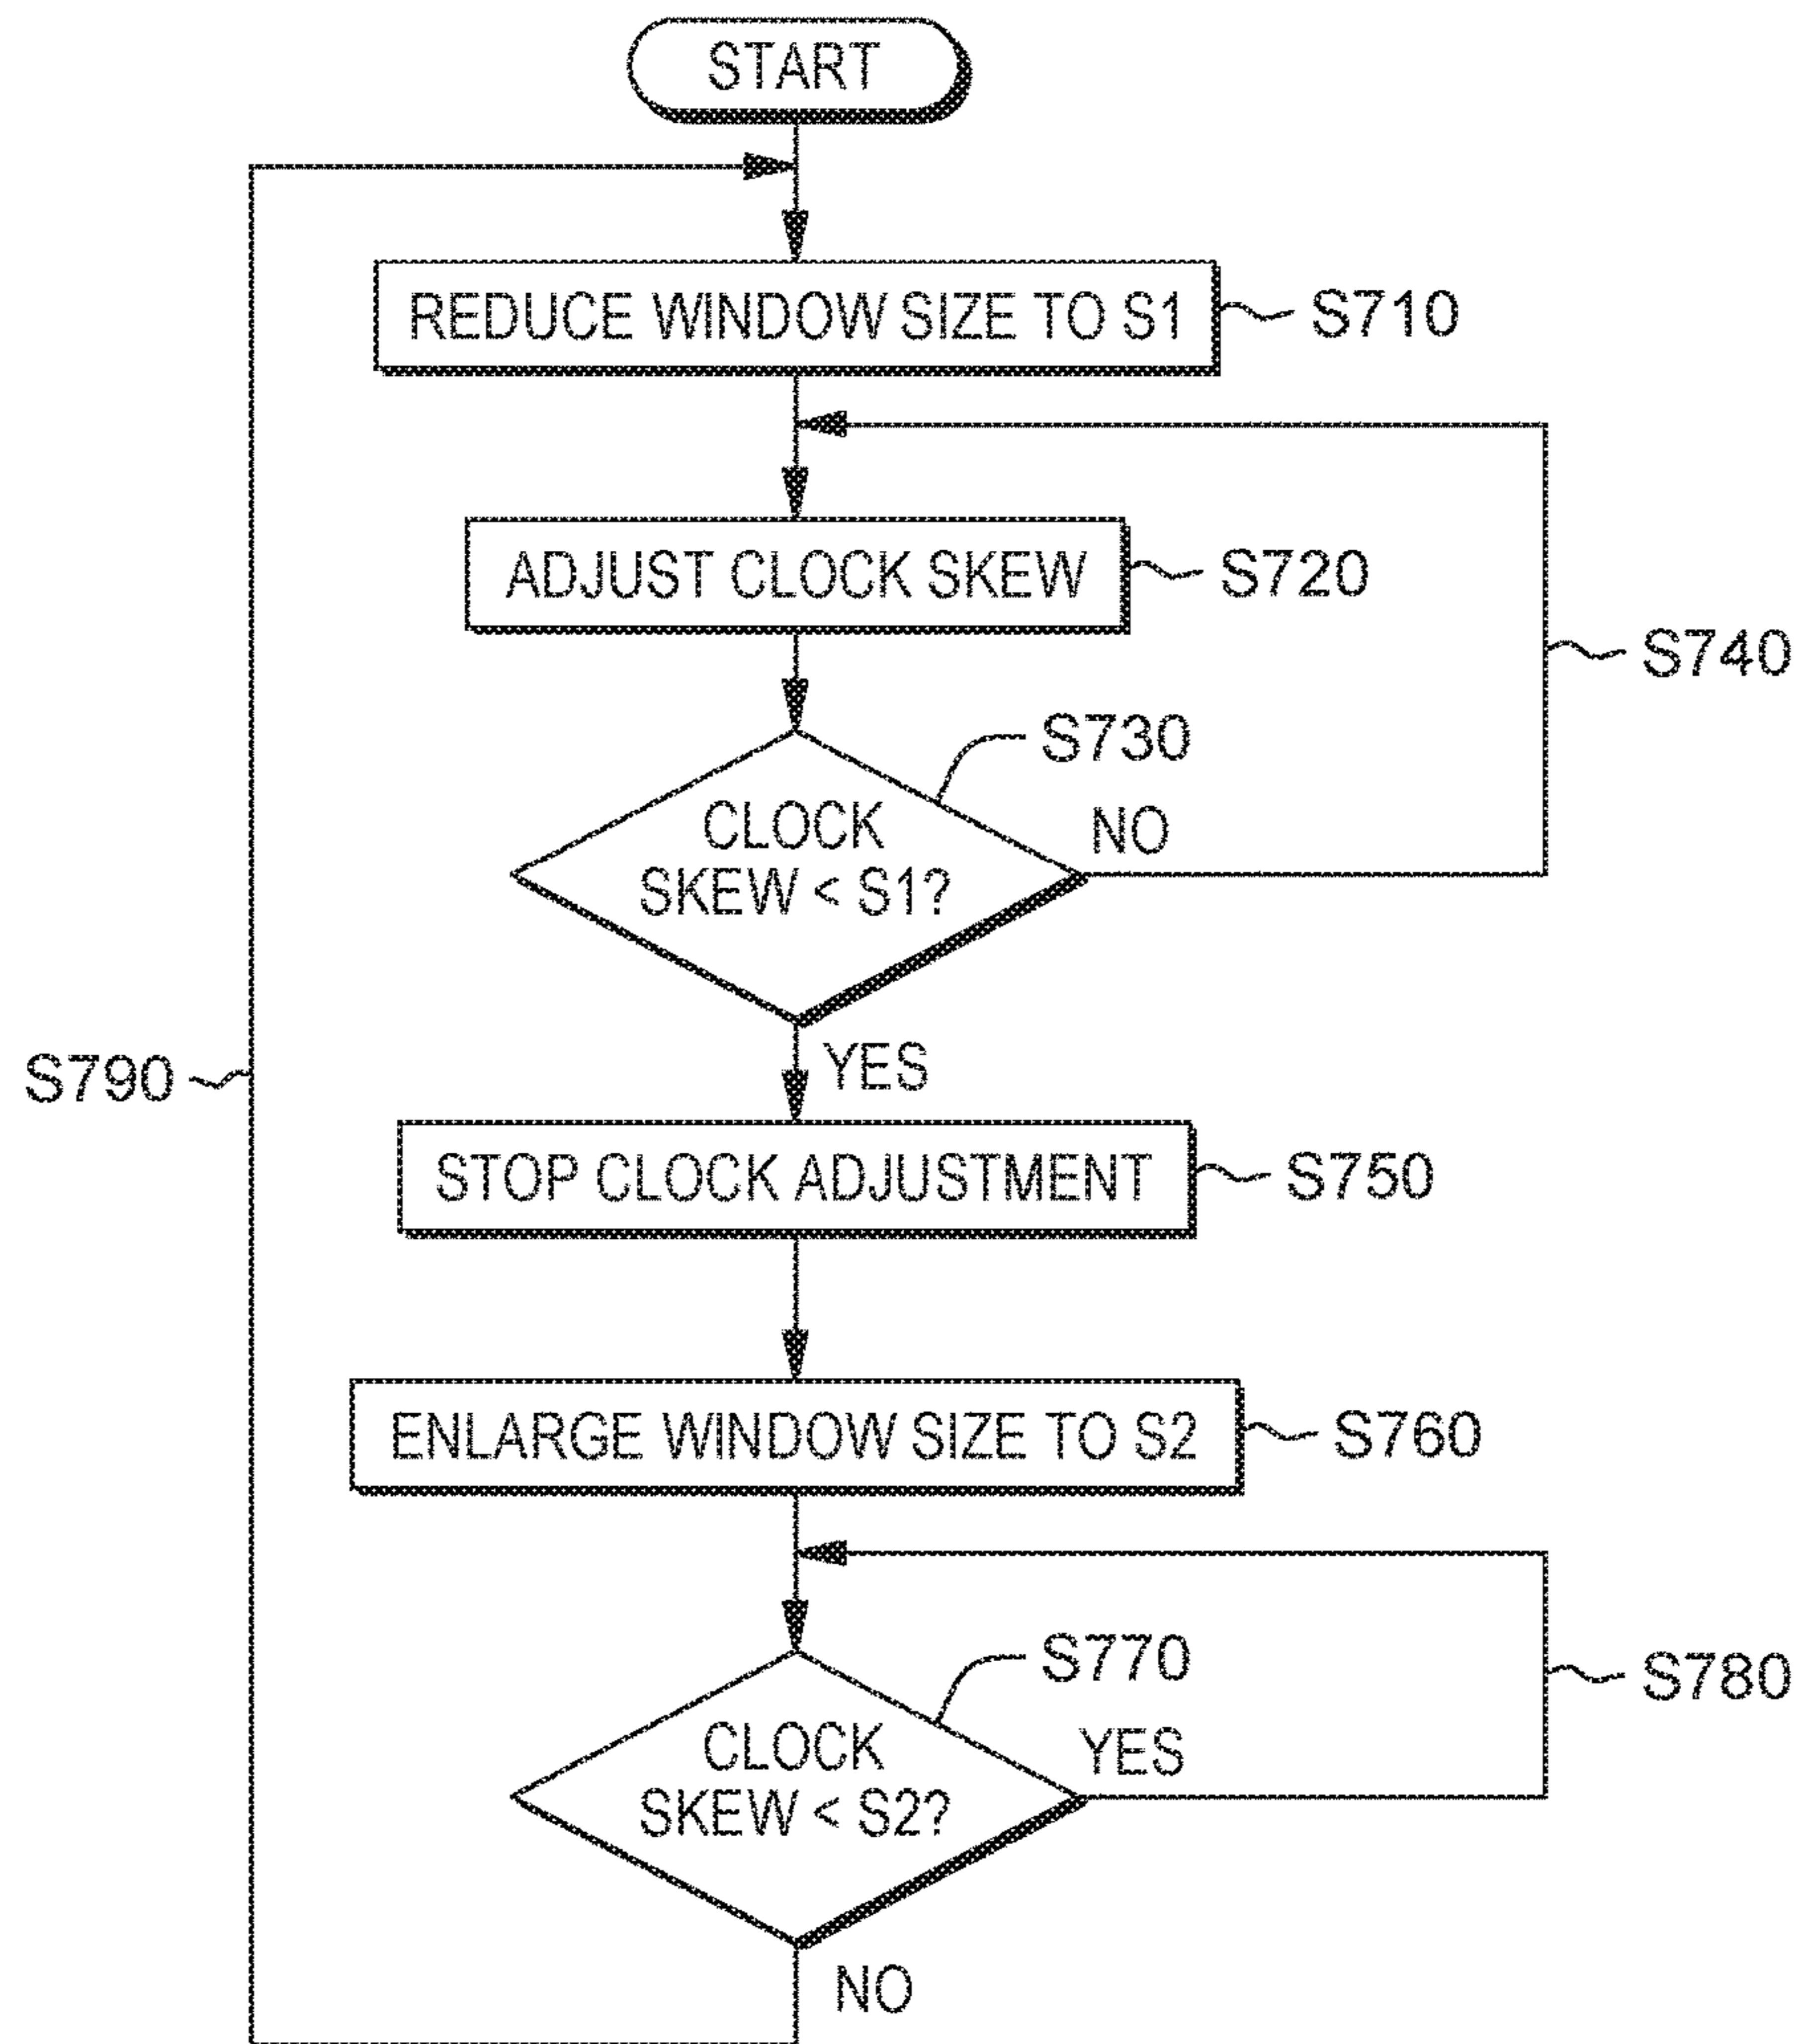 START
REDUCE WINDOW SIZE TO S1
S710
ADJUST CLOCK SKEW
S720
S740
S730
CLOCK
SKEW < S1?
NO
YES
S790
STOP CLOCK ADJUSTMENT
S750
ENLARGE WINDOW SIZE TO S2
S760
S770
S780
CLOCK
SKEW < S2?
YES
NO